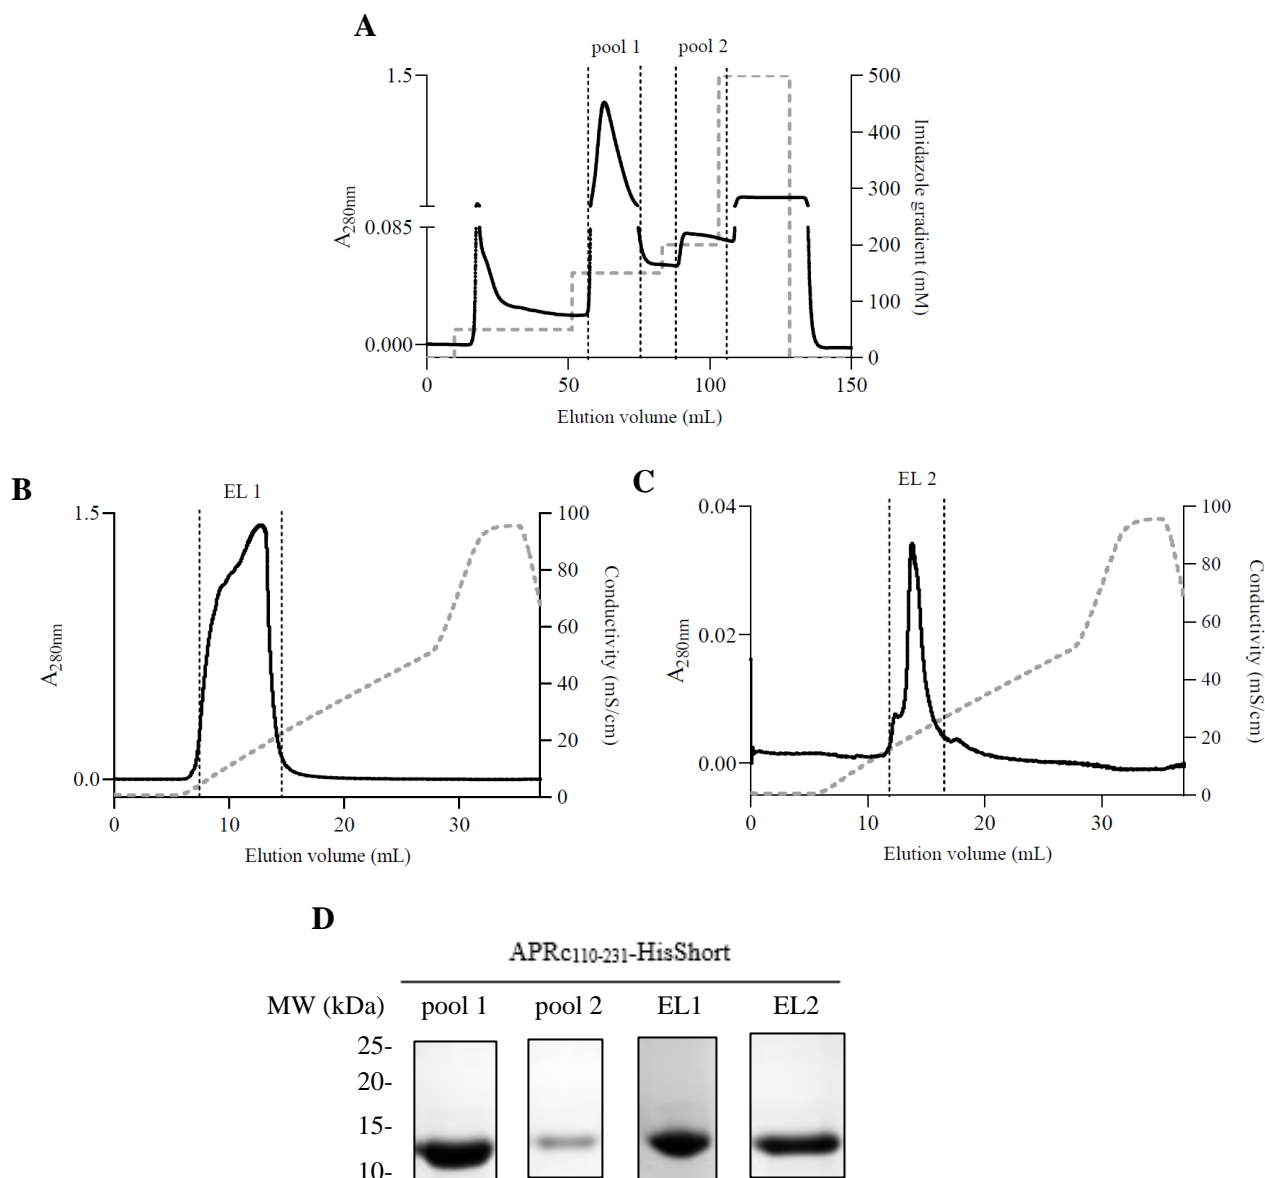 A
pool 1 pool 2
1.5
0.085
0.000
A280nm
500
400
300
200
100
0
Imidazole gradient (mM)
0 50 100 150
Elution volume (mL)
B
EL 1
1.5
0.0
A280nm
100
80
60
40
20
0
Conductivity (mS/cm)
0 10 20 30
Elution volume (mL)
C
EL 2
0.04
0.02
0.00
A280nm
100
80
60
40
20
0
Conductivity (mS/cm)
0 10 20 30
Elution volume (mL)
D
APRc110-231-HisShort
MW (kDa) pool 1 pool 2 EL1 EL2
25-
20-
15-
10-